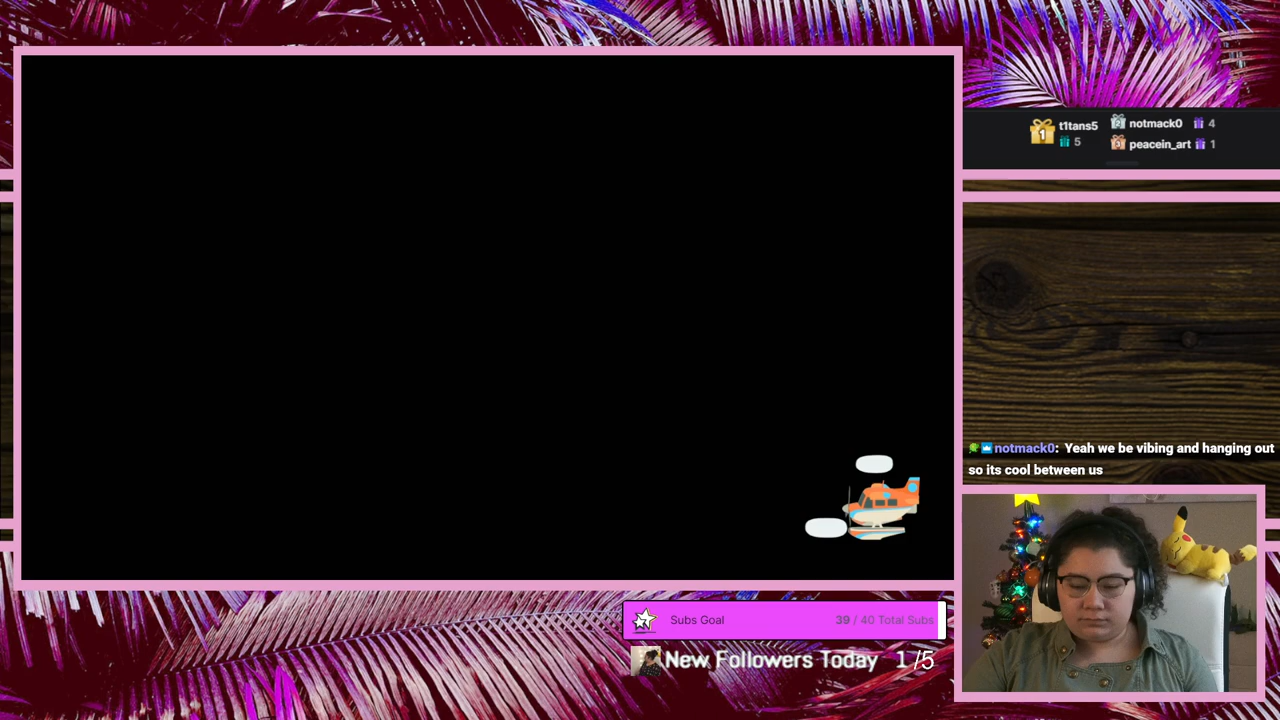 t1tans5
5
notmack0 4
peacein_art 1
notmack0: Yeah we be vibing and hanging out
so its cool between us
Subs Goal 39 / 40 Total Subs
New Followers Today 1 /5